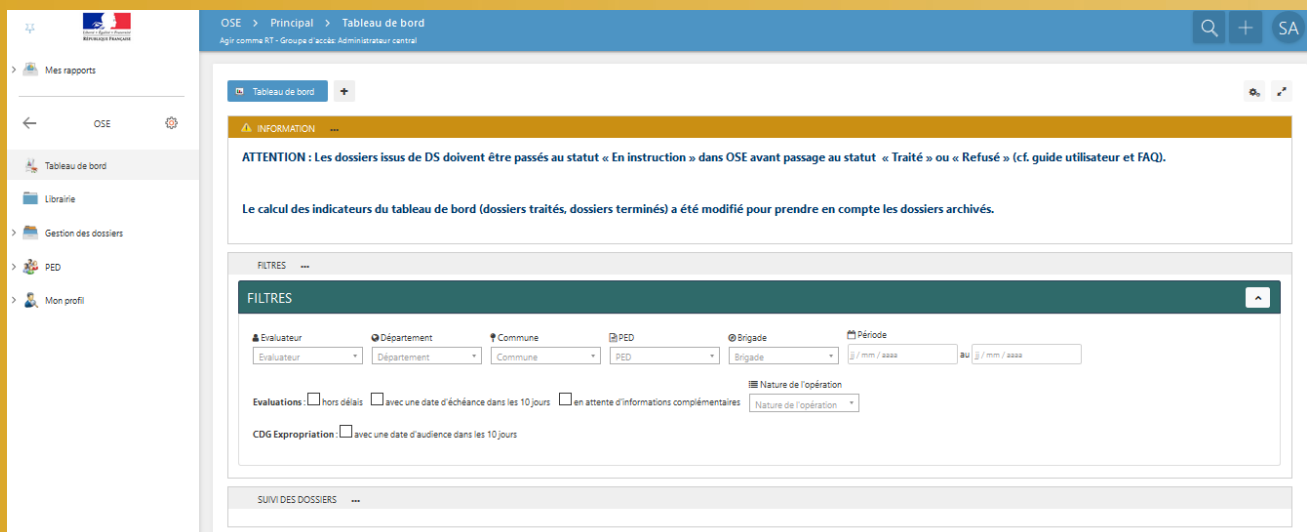 Liberté • Égalité • Fraternité
RÉPUBLIQUE FRANÇAISE
Mes rapports
OSE
Tableau de bord
Librairie
Gestion des dossiers
PED
Mon profil
OSE > Principal > Tableau de bord
Agir comme RT - Groupe d'accès: Administrateur central
SA
Tableau de bord
INFORMATION ...
ATTENTION : Les dossiers issus de DS doivent être passés au statut « En instruction » dans OSE avant passage au statut « Traité » ou « Refusé » (cf. guide utilisateur et FAQ).
Le calcul des indicateurs du tableau de bord (dossiers traités, dossiers terminés) a été modifié pour prendre en compte les dossiers archivés.
FILTRES ...
FILTRES
Evaluateur Département Commune PED Brigade Période
Evaluateur Département Commune PED Brigade jj / mm / aaaa au jj / mm / aaaa
Nature de l'opération
Evaluations : hors délais avec une date d'échéance dans les 10 jours en attente d'informations complémentaires Nature de l'opération
CDG Expropriation : avec une date d'audience dans les 10 jours
SUIVI DES DOSSIERS ...